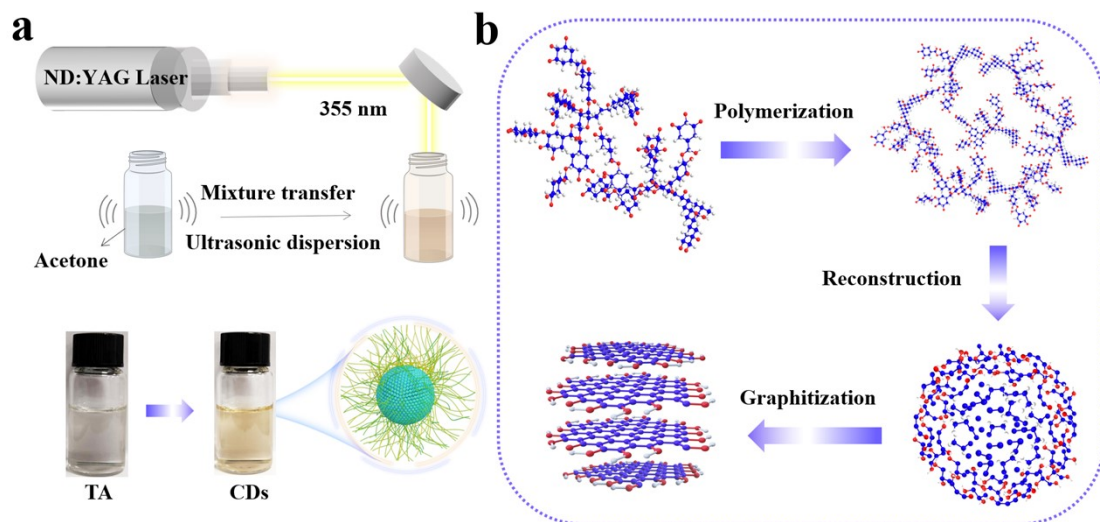 a
ND:YAG Laser
355 nm
Mixture transfer
Ultrasonic dispersion
Acetone
TA
CDs
b
Polymerization
Reconstruction
Graphitization